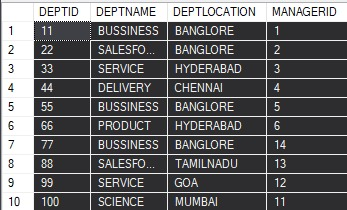 DEPTID DEPTNAME DEPTLOCATION MANAGERID
1 11 BUSSINESS BANGLORE 1
2 22 SALESFO... BANGLORE 2
3 33 SERVICE HYDERABAD 3
4 44 DELIVERY CHENNAI 4
5 55 BUSSINESS BANGLORE 5
6 66 PRODUCT HYDERABAD 6
7 77 BUSSINESS BANGLORE 14
8 88 SALESFO... TAMILNADU 13
9 99 SERVICE GOA 12
10 100 SCIENCE MUMBAI 11